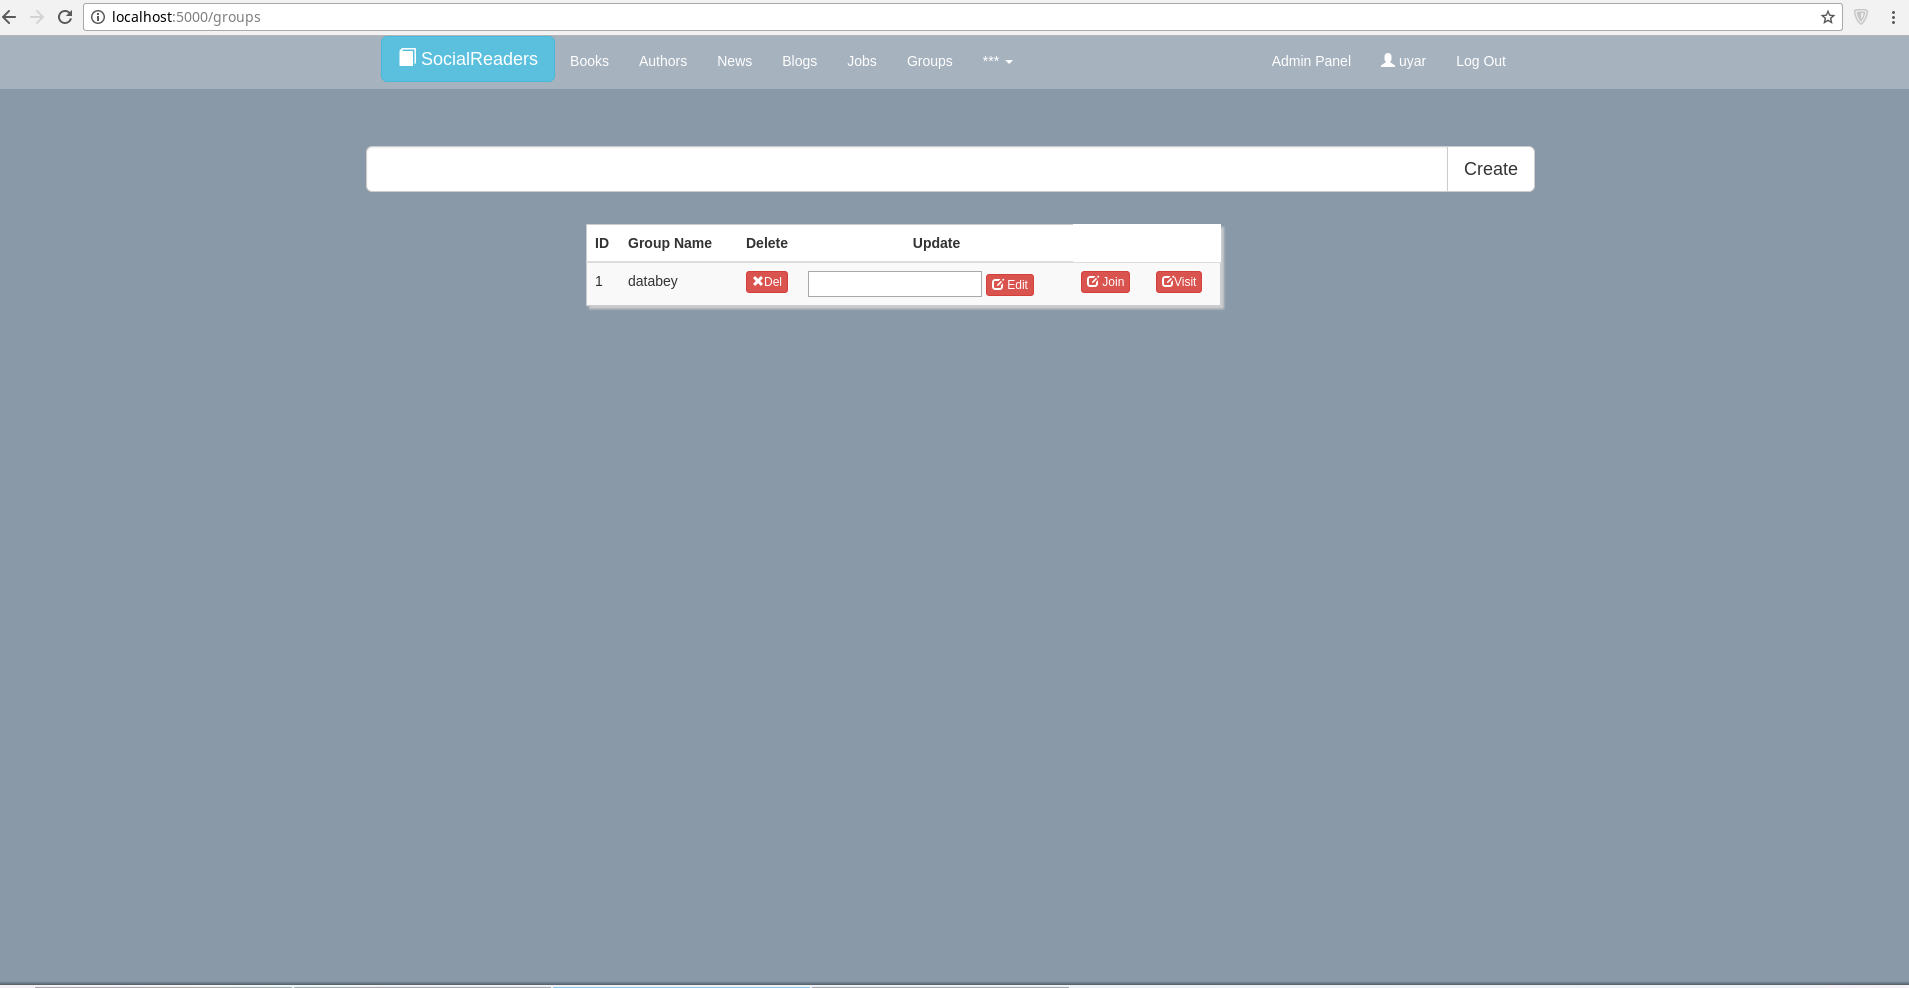 localhost:5000/groups
SocialReaders Books Authors News Blogs Jobs Groups *** Admin Panel uyar Log Out
Create
ID Group Name Delete Update
1 databey Del Edit Join Visit